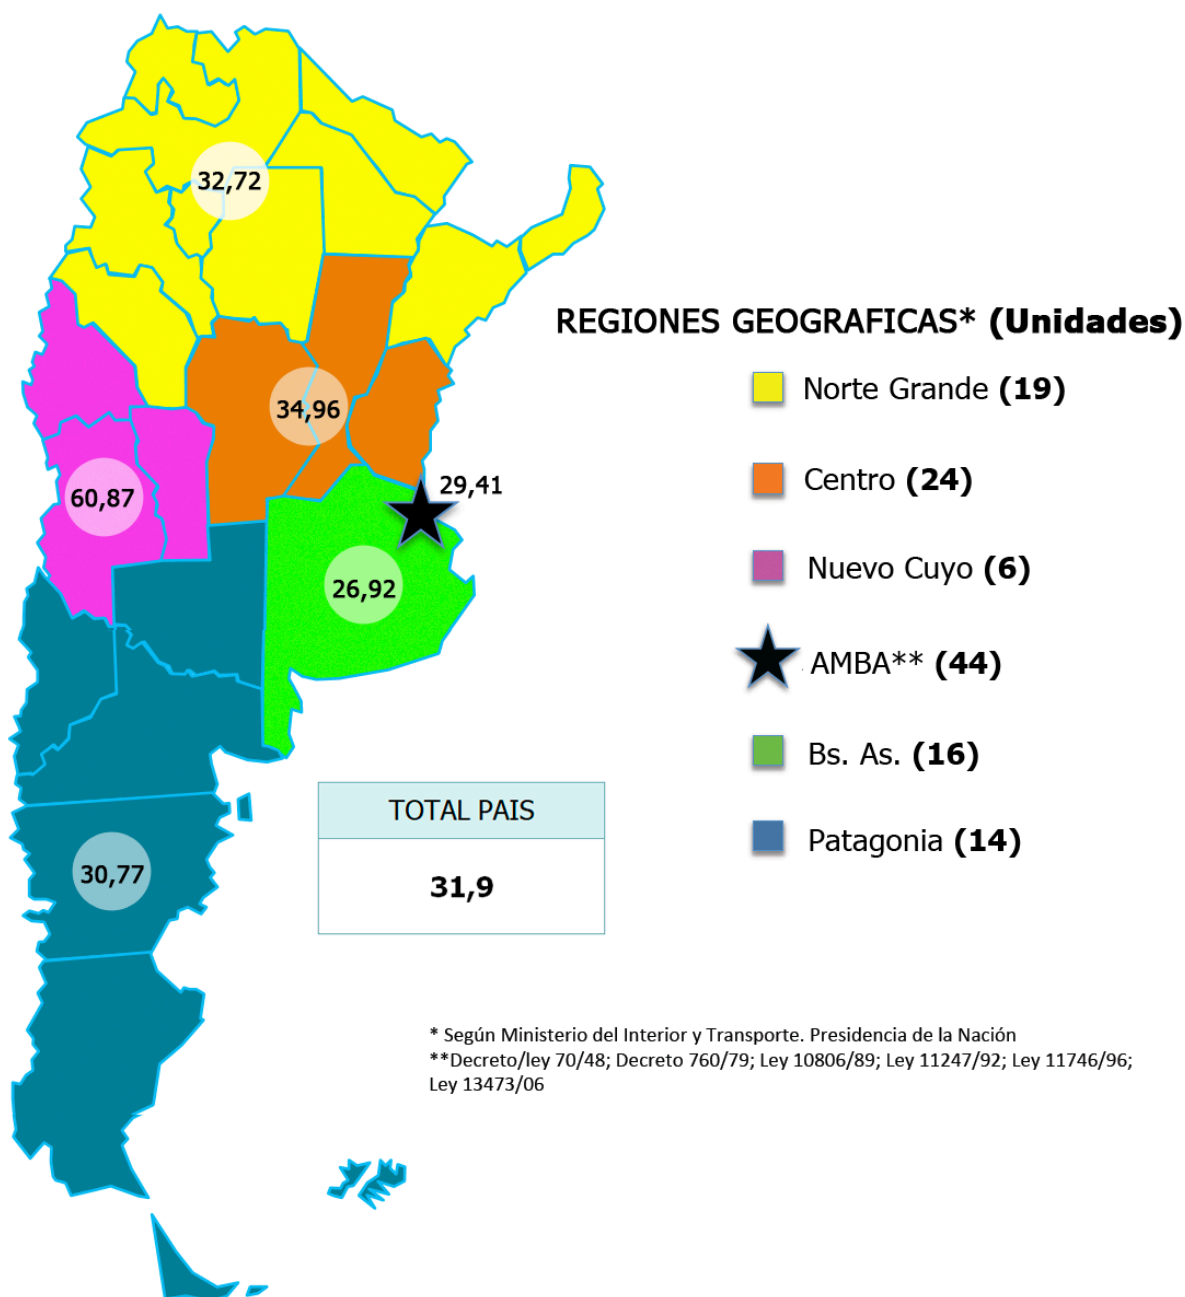 32,72
34,96
60,87
29,41
26,92
30,77
REGIONES GEOGRAFICAS* (Unidades)
Norte Grande (19)
Centro (24)
Nuevo Cuyo (6)
AMBA** (44)
Bs. As. (16)
Patagonia (14)
TOTAL PAIS
31,9
* Según Ministerio del Interior y Transporte. Presidencia de la Nación
**Decreto/ley 70/48; Decreto 760/79; Ley 10806/89; Ley 11247/92; Ley 11746/96;
Ley 13473/06